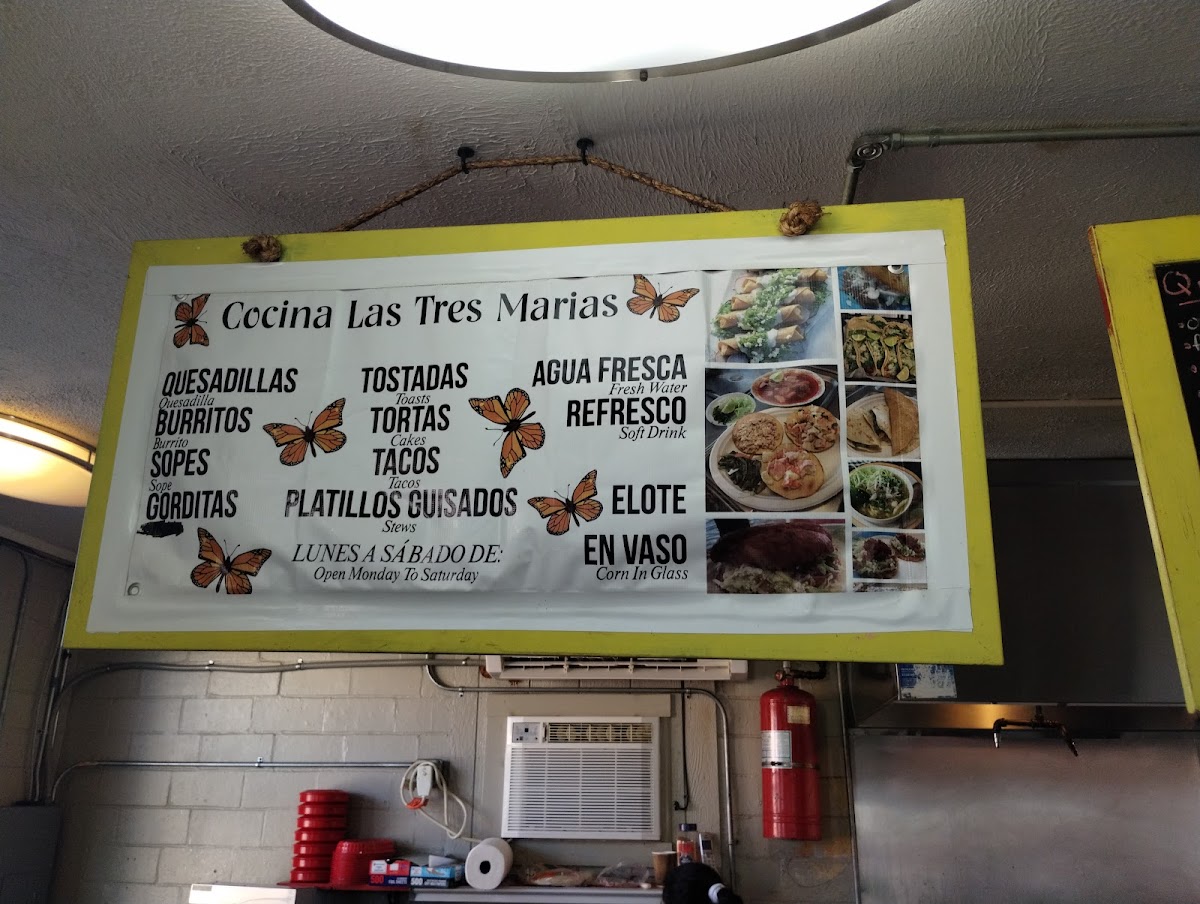 Cocina Las Tres Marias
QUESADILLAS
Quesadilla
BURRITOS
Burrito
SOPES
Sope
GORDITAS
TOSTADAS
Toasts
TORTAS
Cakes
TACOS
Tacos
PLATILLOS GUISADOS
Stews
LUNES A SÁBADO DE:
Open Monday To Saturday
AGUA FRESCA
Fresh Water
REFRESCO
Soft Drink
ELOTE
EN VASO
Corn In Glass
500
500